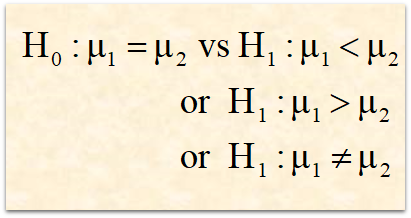 H₀ : μ₁ = μ₂ vs H₁ : μ₁ < μ₂
or H₁ : μ₁ > μ₂
or H₁ : μ₁ ≠ μ₂